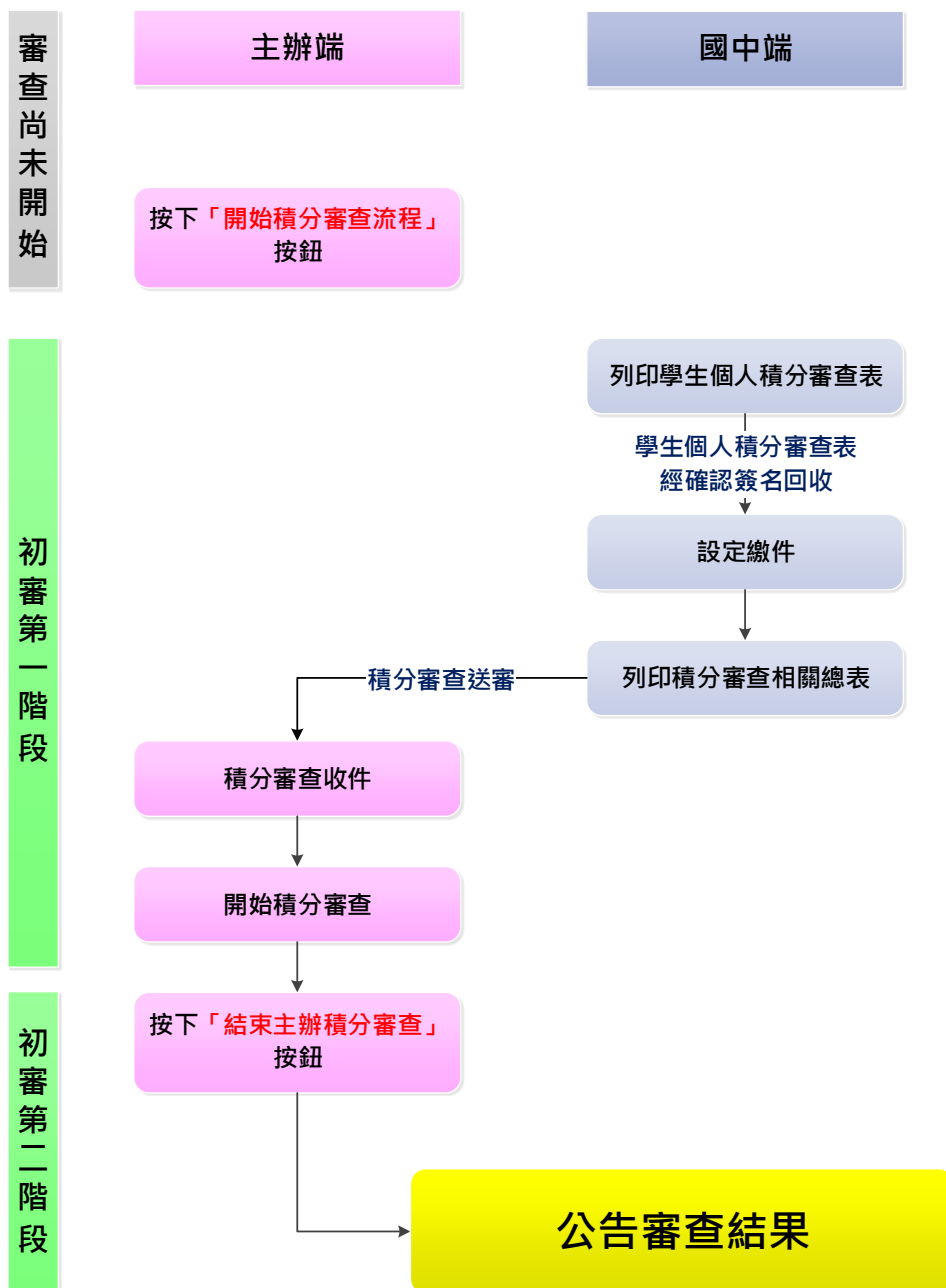 審查尚未開始
主辦端
國中端
按下「開始積分審查流程」
按鈕
初審第一階段
列印學生個人積分審查表
學生個人積分審查表
經確認簽名回收
設定繳件
列印積分審查相關總表
積分審查送審
積分審查收件
開始積分審查
初審第二階段
按下「結束主辦積分審查」
按鈕
公告審查結果